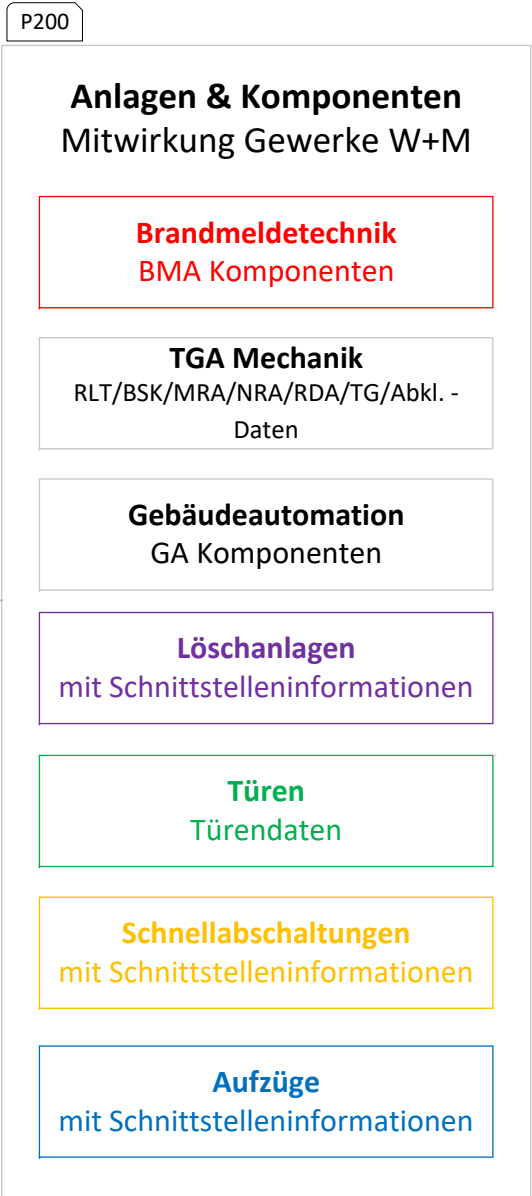 P200
Anlagen & Komponenten
Mitwirkung Gewerke W+M
Brandmeldetechnik
BMA Komponenten
TGA Mechanik
RLT/BSK/MRA/NRA/RDA/TG/Abkl. -
Daten
Gebäudeautomation
GA Komponenten
Löschanlagen
mit Schnittstelleninformationen
Türen
Türendaten
Schnellabschaltungen
mit Schnittstelleninformationen
Aufzüge
mit Schnittstelleninformationen